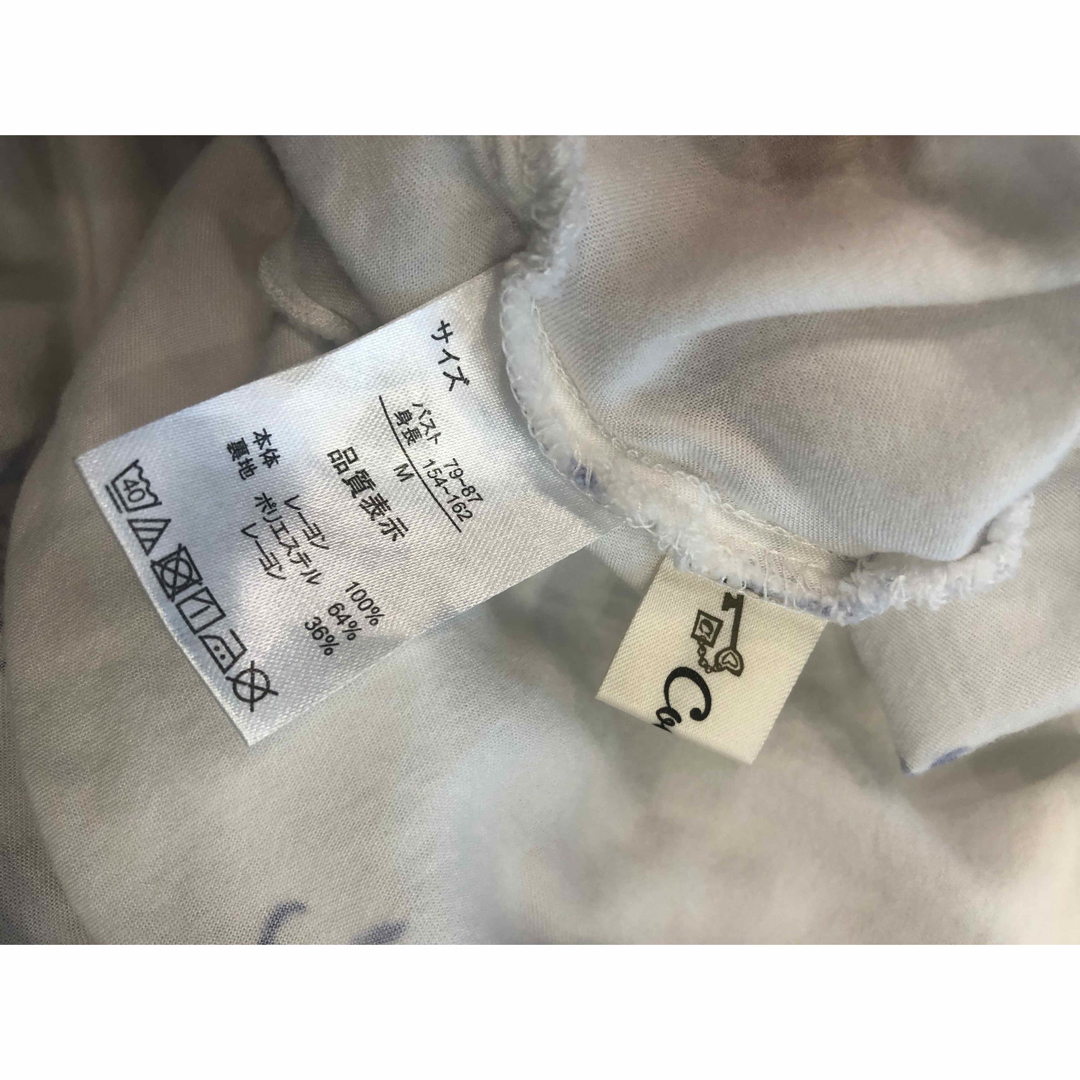 サイズ
バスト 79~87
身長 154~162
M
品質表示
本体 レーヨン 100%
裏地 ポリエステル 64%
レーヨン 36%
40